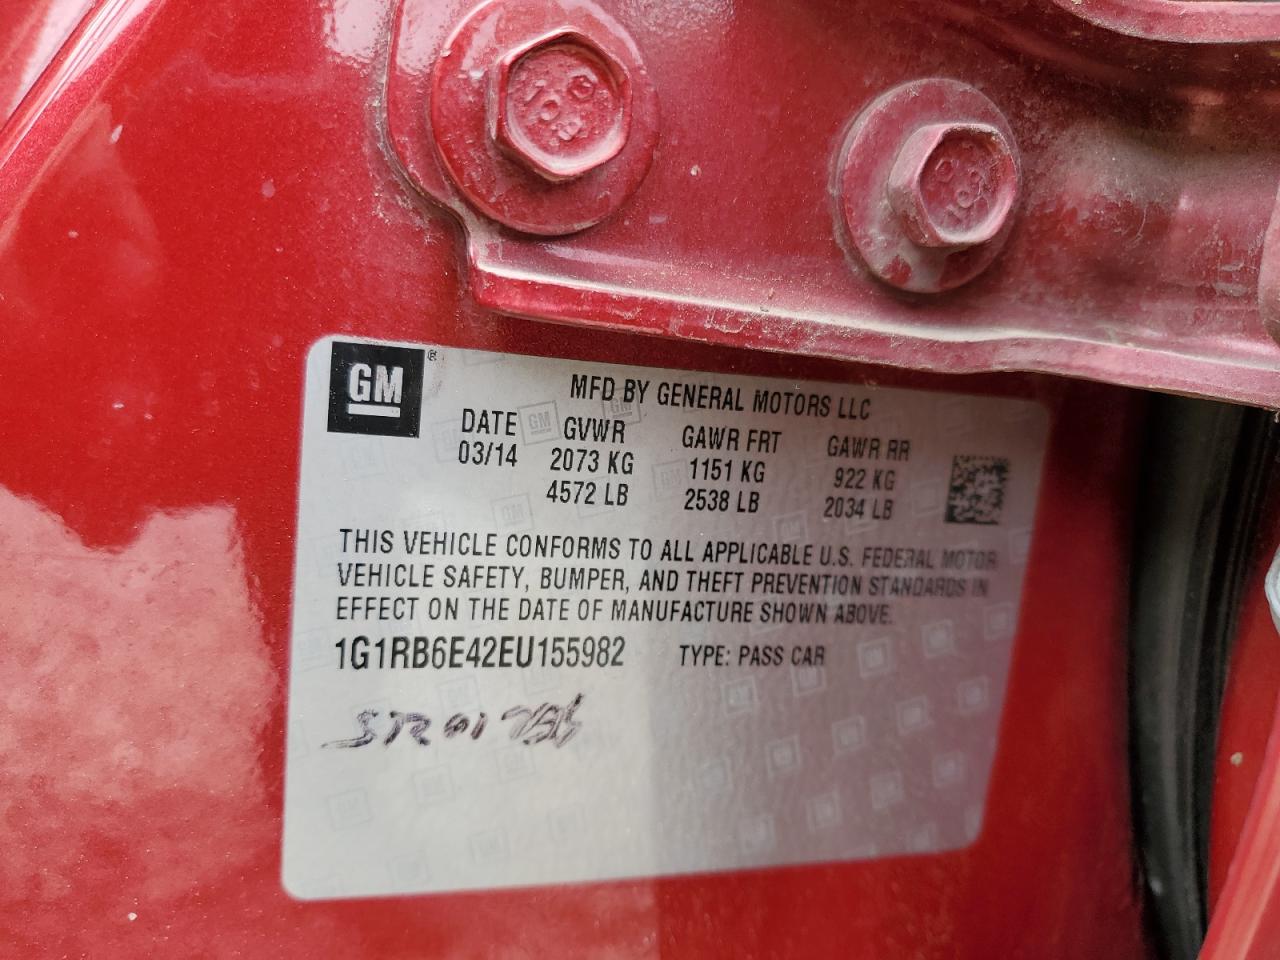 GM®
MFD BY GENERAL MOTORS LLC
DATE GVWR GAWR FRT GAWR RR
03/14 2073 KG 1151 KG 922 KG
4572 LB 2538 LB 2034 LB
THIS VEHICLE CONFORMS TO ALL APPLICABLE U.S. FEDERAL MOTOR
VEHICLE SAFETY, BUMPER, AND THEFT PREVENTION STANDARDS IN
EFFECT ON THE DATE OF MANUFACTURE SHOWN ABOVE.
1G1RB6E42EU155982 TYPE: PASS CAR